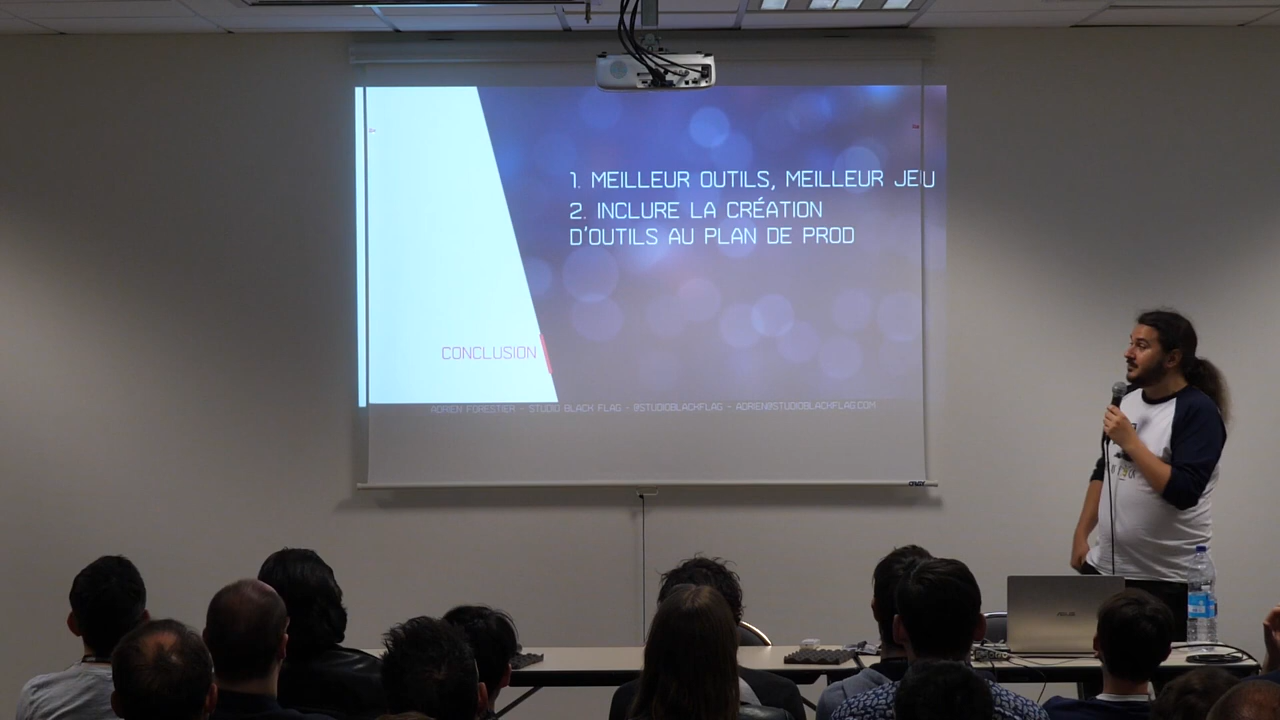 1. MEILLEUR OUTILS, MEILLEUR JEU
2. INCLURE LA CRÉATION
D'OUTILS AU PLAN DE PROD
CONCLUSION
ADRIEN FORESTIER - STUDIO BLACK FLAG - @STUDIOBLACKFLAG - ADRIEN@STUDIOBLACKFLAG.COM
ASUS